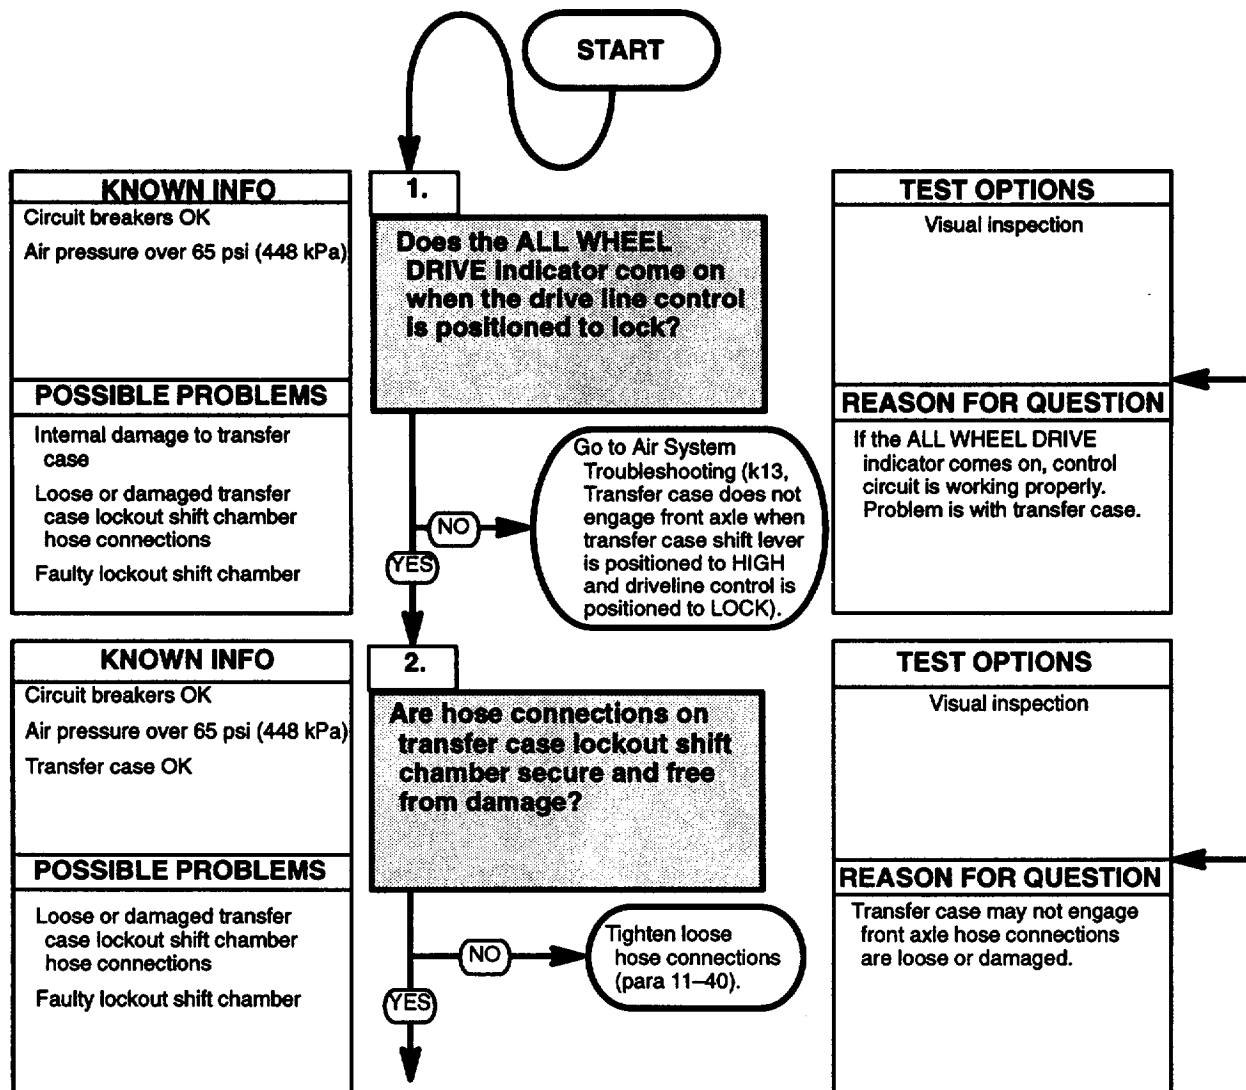 START
KNOWN INFO
Circuit breakers OK
Air pressure over 65 psi (448 kPa)
POSSIBLE PROBLEMS
Internal damage to transfer
case
Loose or damaged transfer
case lockout shift chamber
hose connections
Faulty lockout shift chamber
1.
Does the ALL WHEEL
DRIVE indicator come on
when the drive line control
is positioned to lock?
NO
Go to Air System
Troubleshooting (k13,
Transfer case does not
engage front axle when
transfer case shift lever
is positioned to HIGH
and driveline control is
positioned to LOCK).
YES
TEST OPTIONS
Visual inspection
REASON FOR QUESTION
If the ALL WHEEL DRIVE
indicator comes on, control
circuit is working properly.
Problem is with transfer case.
KNOWN INFO
Circuit breakers OK
Air pressure over 65 psi (448 kPa)
Transfer case OK
POSSIBLE PROBLEMS
Loose or damaged transfer
case lockout shift chamber
hose connections
Faulty lockout shift chamber
2.
Are hose connections on
transfer case lockout shift
chamber secure and free
from damage?
NO
Tighten loose
hose connections
(para 11–40).
YES
TEST OPTIONS
Visual inspection
REASON FOR QUESTION
Transfer case may not engage
front axle hose connections
are loose or damaged.